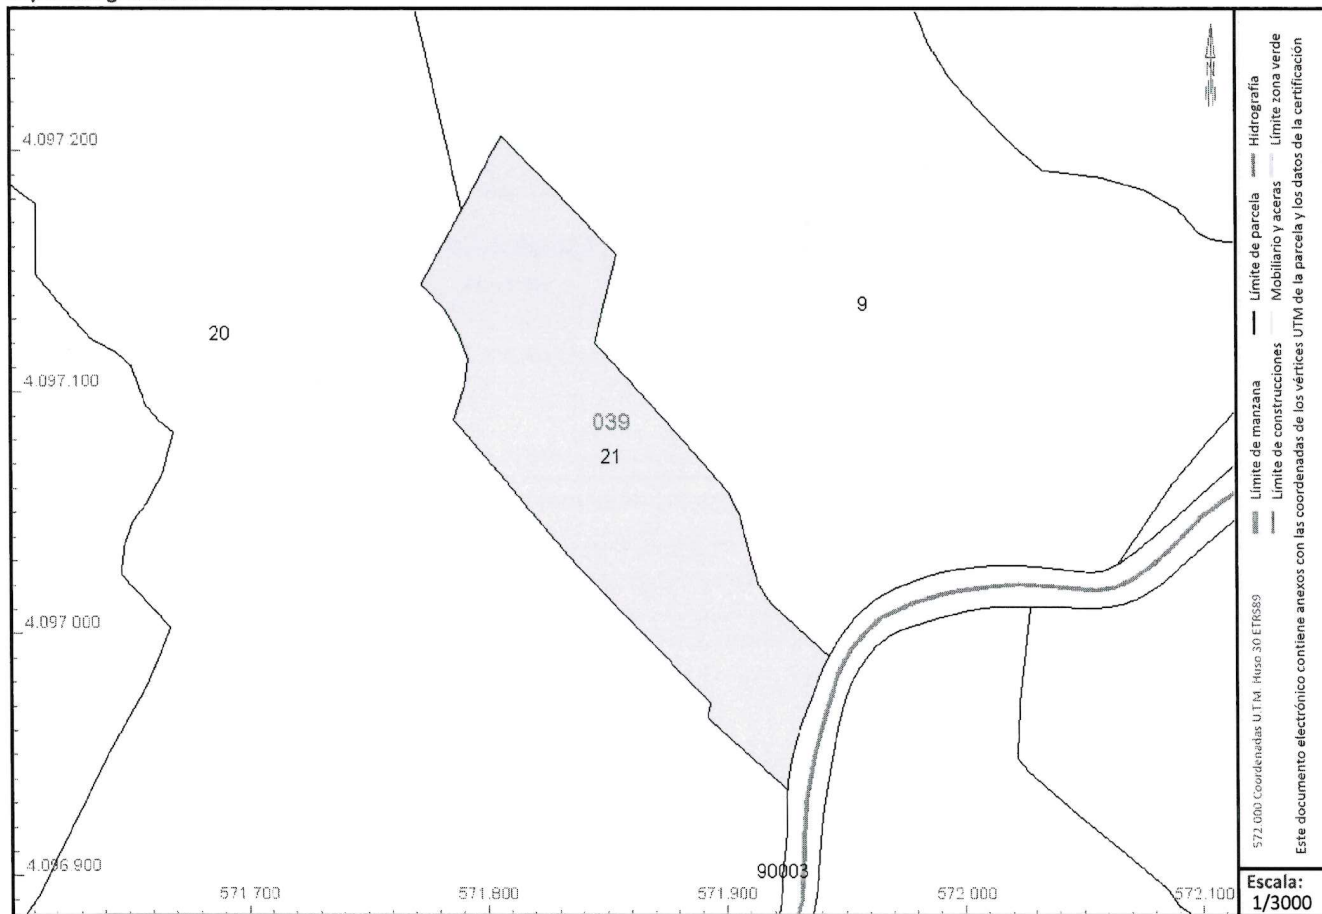 4.097 200
20
9
4.097.100
039
21
4.097 000
4.096 900
90003
571 700
571.800
571.900
572 000
572.100
572.000 Coordenadas U.T.M. Huso 30 ETRS89
Límite de manzana
Límite de parcela
Hidrografía
Límite de construcciones
Mobiliario y aceras
Límite zona verde
Este documento electrónico contiene anexos con las coordenadas de los vértices UTM de la parcela y los datos de la certificación
Escala:
1/3000